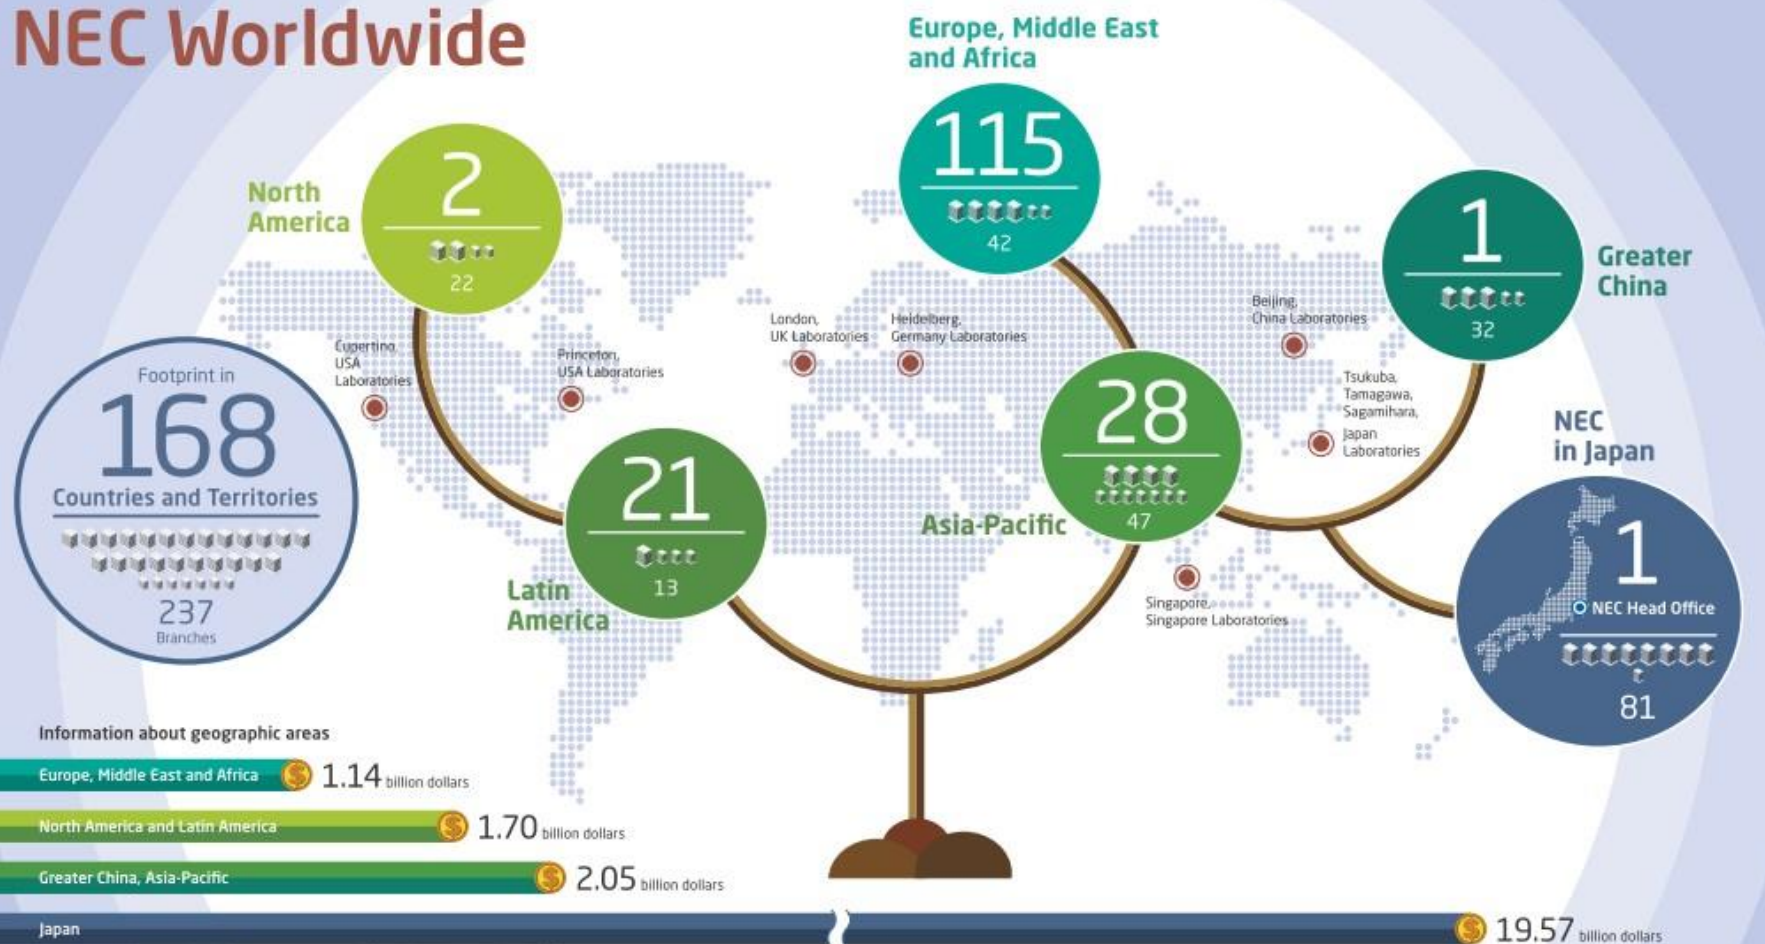 NEC Worldwide
Europe, Middle East
and Africa
115
42
North
America
2
22
1
32
Greater
China
Footprint in
168
Countries and Territories
237
Branches
Cupertino,
USA
Laboratories
Princeton,
USA Laboratories
London,
UK Laboratories
Heidelberg,
Germany Laboratories
Beijing,
China Laboratories
Tsukuba,
Tamagawa,
Sagamihara,
Japan
Laboratories
28
47
Asia-Pacific
21
13
Latin
America
Singapore,
Singapore Laboratories
NEC
in Japan
1
NEC Head Office
81
Information about geographic areas
Europe, Middle East and Africa $ 1.14 billion dollars
North America and Latin America $ 1.70 billion dollars
Greater China, Asia-Pacific $ 2.05 billion dollars
Japan $ 19.57 billion dollars